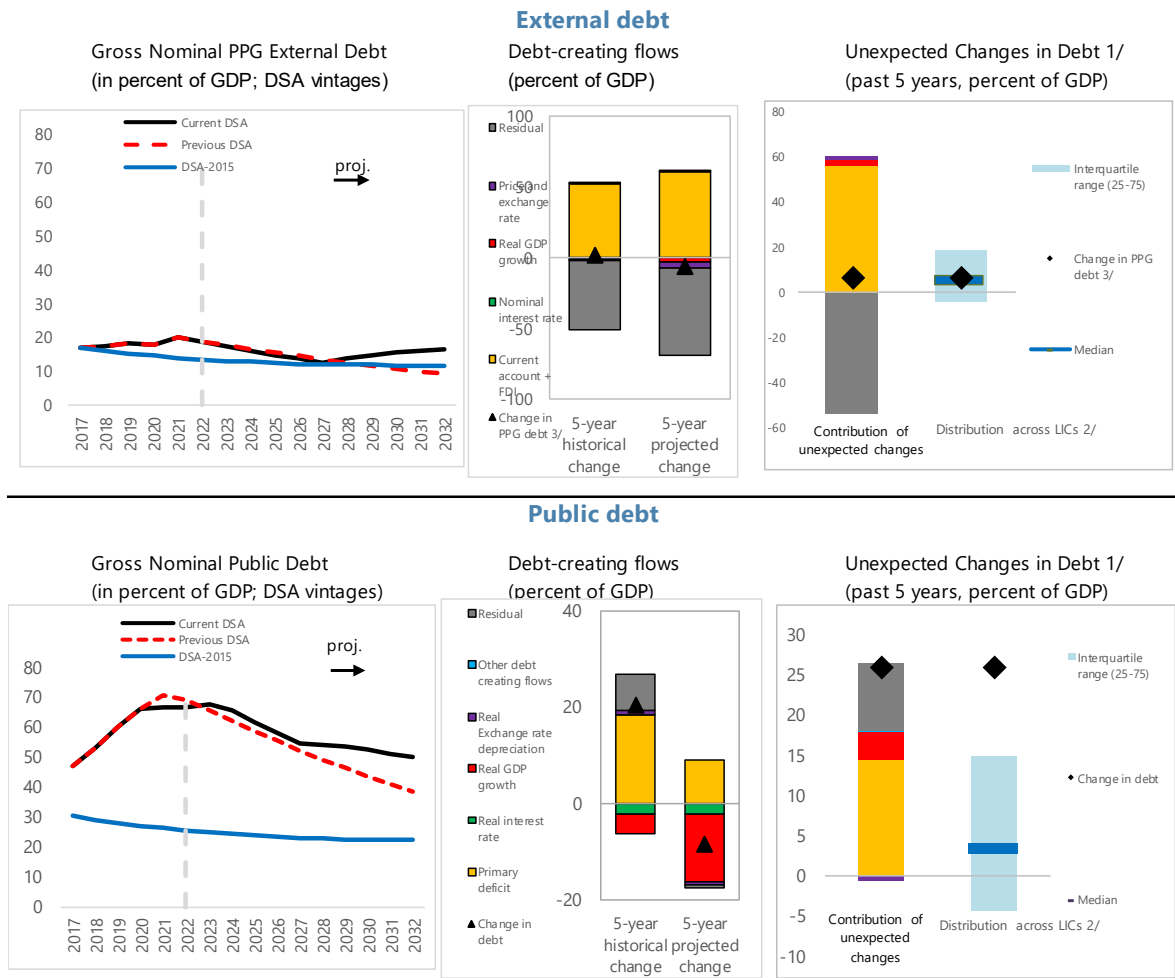 External debt
Gross Nominal PPG External Debt
(in percent of GDP; DSA vintages)
Current DSA
Previous DSA
DSA-2015
proj.
80
70
60
50
40
30
20
10
0
2017
2018
2019
2020
2021
2022
2023
2024
2025
2026
2027
2028
2029
2030
2031
2032
Debt-creating flows
(percent of GDP)
Residual
Price and
exchange
rate
Real GDP
growth
Nominal
interest rate
Current
account +
FDI
Change in
PPG debt 3/
100
50
0
-50
-100
5-year
historical
change
5-year
projected
change
Unexpected Changes in Debt 1/
(past 5 years, percent of GDP)
80
60
40
20
0
-20
-40
-60
Contribution of
unexpected changes
Distribution across LICs 2/
Interquartile
range (25-75)
Change in PPG
debt 3/
Median
Public debt
Gross Nominal Public Debt
(in percent of GDP; DSA vintages)
Current DSA
Previous DSA
DSA-2015
proj.
80
70
60
50
40
30
20
10
0
2017
2018
2019
2020
2021
2022
2023
2024
2025
2026
2027
2028
2029
2030
2031
2032
Debt-creating flows
(percent of GDP)
Residual
Other debt
creating flows
Real
Exchange rate
depreciation
Real GDP
growth
Real interest
rate
Primary
deficit
Change in
debt
40
20
0
-20
5-year
historical
change
5-year
projected
change
Unexpected Changes in Debt 1/
(past 5 years, percent of GDP)
30
25
20
15
10
5
0
-5
-10
Contribution of
unexpected
changes
Distribution across LICs 2/
Interquartile
range (25-75)
Change in debt
Median